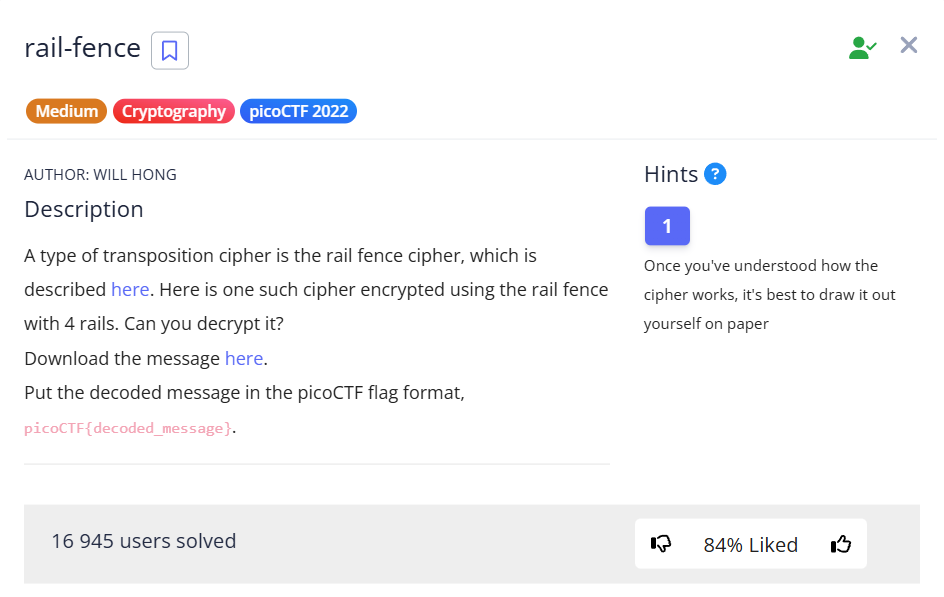 rail-fence
Medium Cryptography picoCTF 2022
AUTHOR: WILL HONG
Description
A type of transposition cipher is the rail fence cipher, which is
described here. Here is one such cipher encrypted using the rail fence
with 4 rails. Can you decrypt it?
Download the message here.
Put the decoded message in the picoCTF flag format,
picoCTF{decoded_message}.
Hints ?
1
Once you've understood how the
cipher works, it's best to draw it out
yourself on paper
16 945 users solved
84% Liked